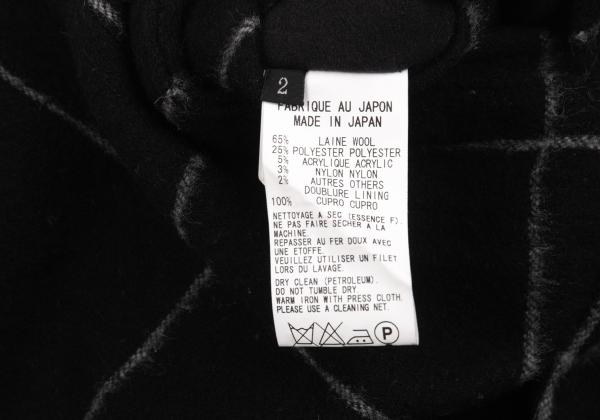 2
FABRIQUE AU JAPON
MADE IN JAPAN
65% LAINE WOOL
25% POLYESTER POLYESTER
5% ACRYLIQUE ACRYLIC
3% NYLON NYLON
2% AUTRES OTHERS
DOUBLURE LINING
100% CUPRO CUPRO
NETTOYAGE A SEC (ESSENCE F).
NE PAS FAIRE SECHER A LA
MACHINE.
REPASSER AU FER DOUX AVEC
UNE ETOFFE.
VEUILLEZ UTILISER UN FILET
LORS DU LAVAGE.
DRY CLEAN (PETROLEUM).
DO NOT TUMBLE DRY.
WARM IRON WITH PRESS CLOTH.
PLEASE USE A CLEANING NET.
P